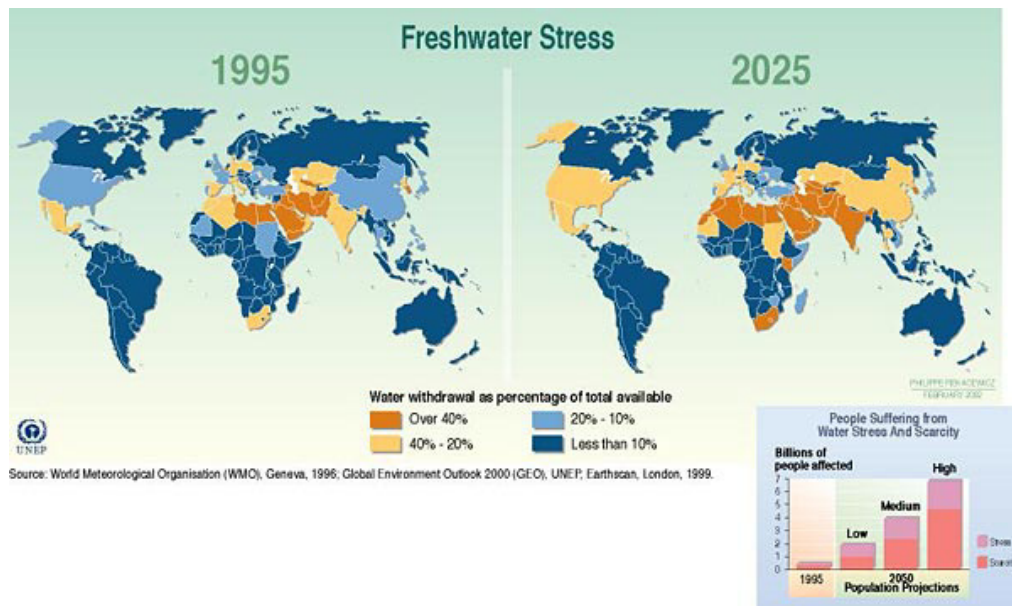 Freshwater Stress
1995
2025
PHILIPPE REKACEWICZ
FEBRUARY 2002
Water withdrawal as percentage of total available
Over 40%
20% - 10%
40% - 20%
Less than 10%
UNEP
Source: World Meteorological Organisation (WMO), Geneva, 1996; Global Environment Outlook 2000 (GEO), UNEP, Earthscan, London, 1999.
People Suffering from
Water Stress And Scarcity
Billions of
people affected
High
7
6
5
Medium
4
3
Low
2
1
0
Stress
1995
2050
Population Projections